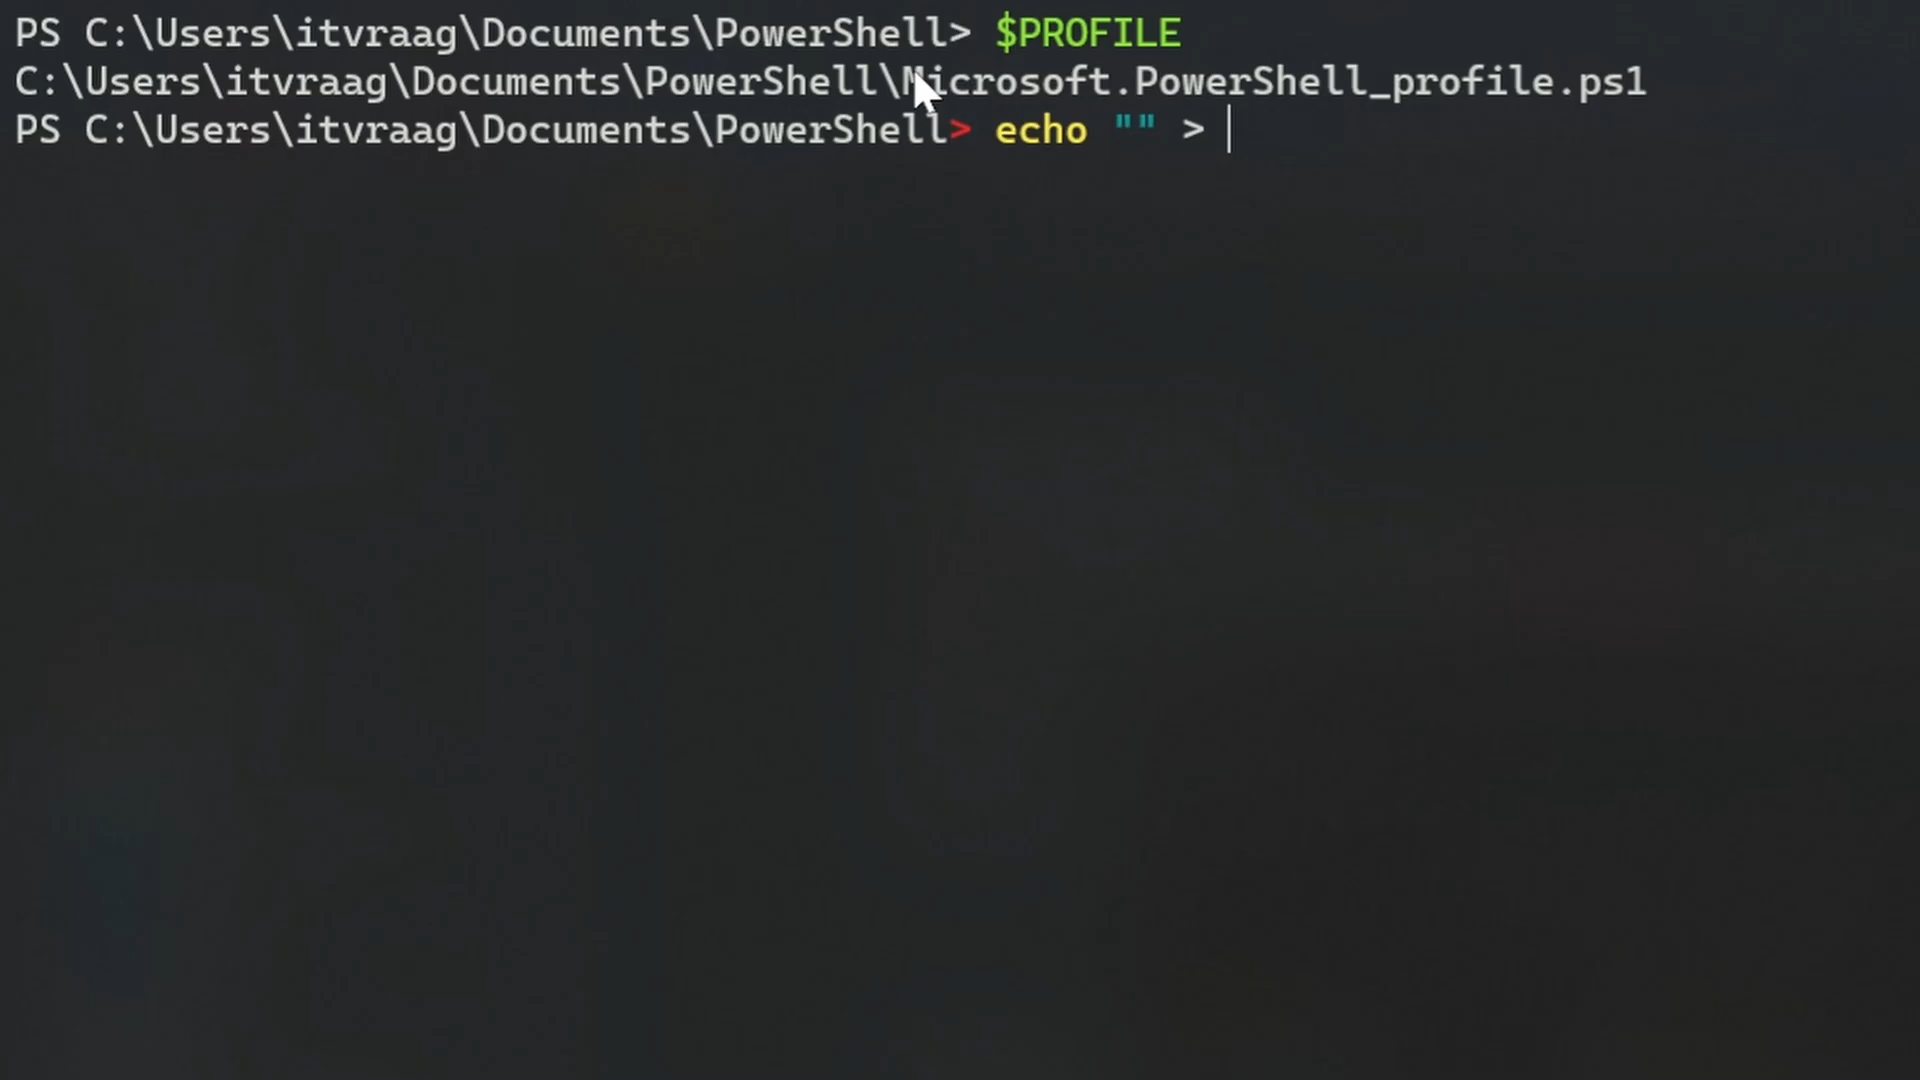 PS C:\Users\itvraag\Documents\PowerShell> $PROFILE
C:\Users\itvraag\Documents\PowerShell\Microsoft.PowerShell_profile.ps1
PS C:\Users\itvraag\Documents\PowerShell> echo "" >